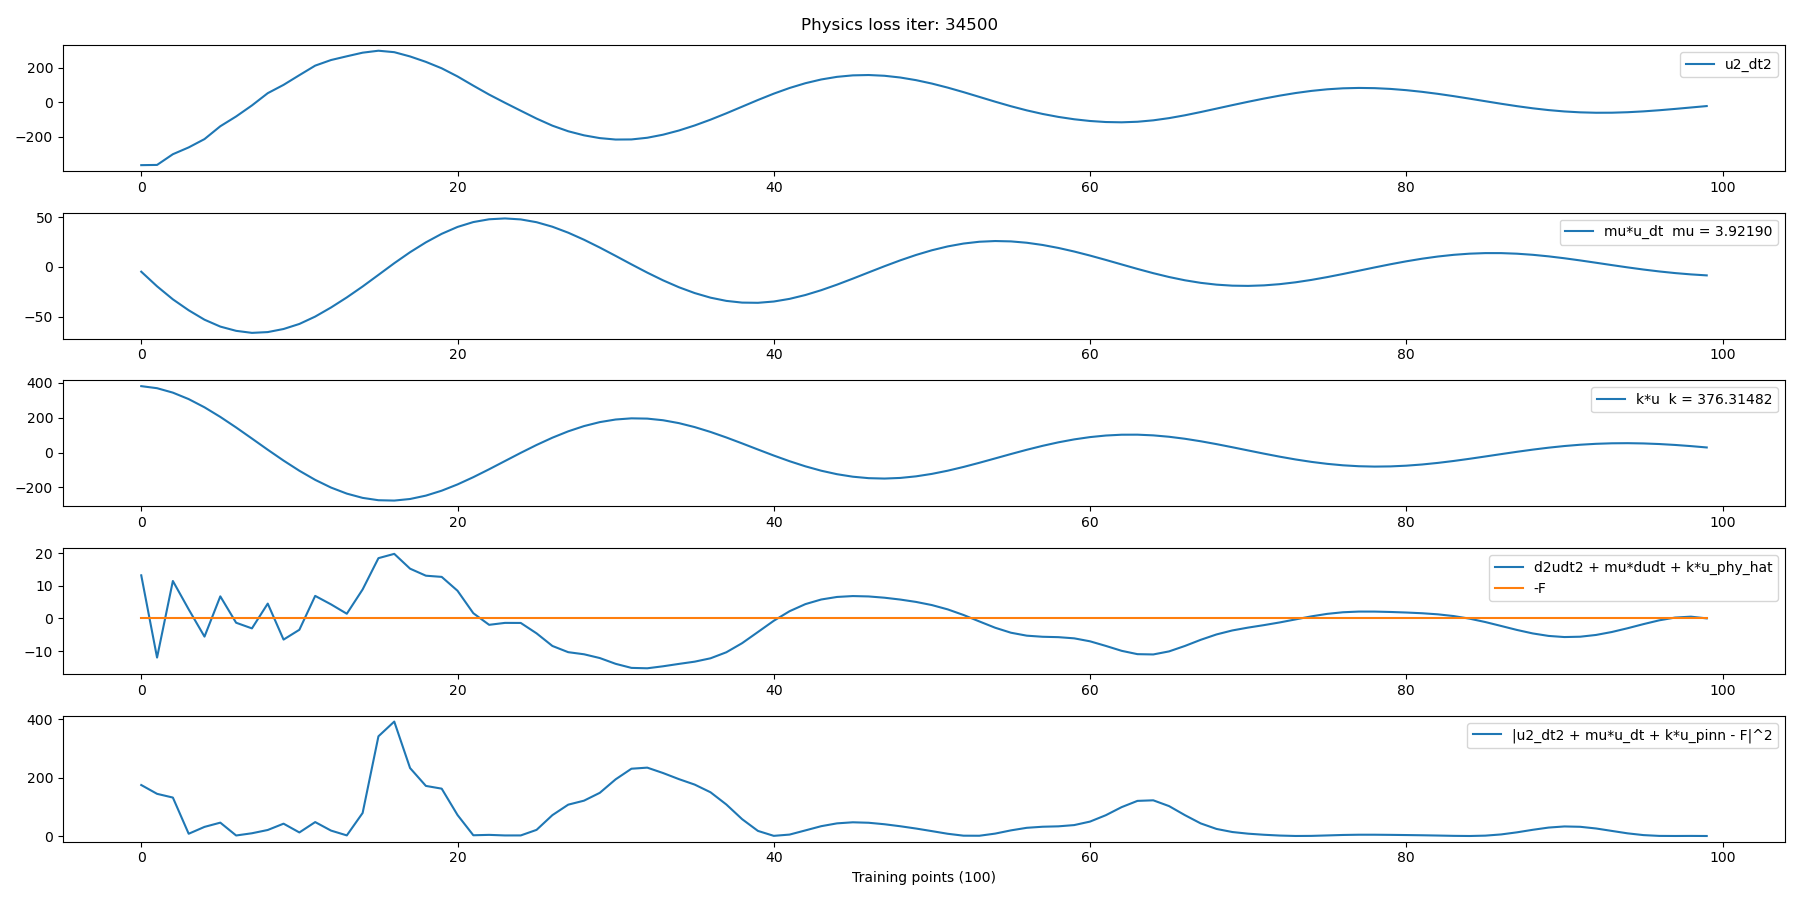 Physics loss iter: 34500
200
0
−200
u2_dt2
0 20 40 60 80 100
50
0
−50
mu*u_dt  mu = 3.92190
0 20 40 60 80 100
400
200
0
−200
k*u  k = 376.31482
0 20 40 60 80 100
20
10
0
−10
d2udt2 + mu*dudt + k*u_phy_hat
-F
0 20 40 60 80 100
400
200
0
|u2_dt2 + mu*u_dt + k*u_pinn - F|^2
0 20 40 60 80 100
Training points (100)